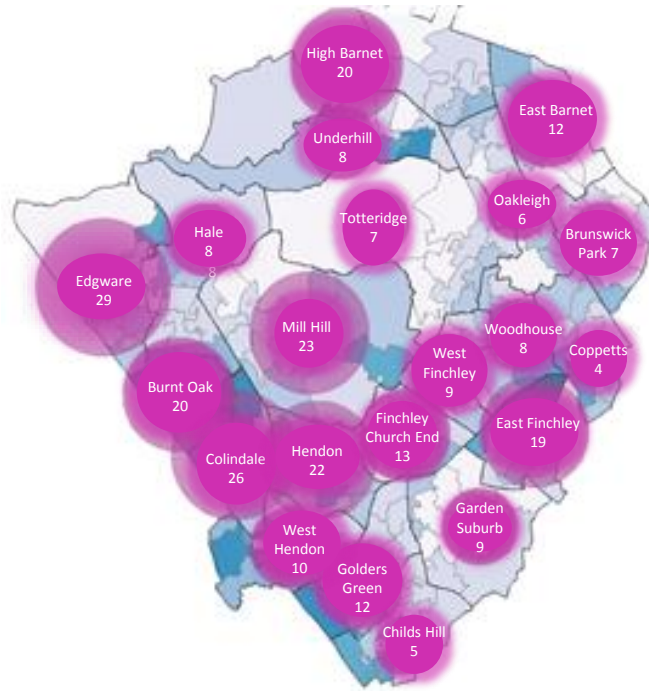 High Barnet
20
East Barnet
12
Underhill
8
Oakleigh
6
Totteridge
7
Hale
8
8
Brunswick
Park 7
Edgware
29
Mill Hill
23
Woodhouse
8
Coppetts
4
West
Finchley
9
Burnt Oak
20
Finchley
Church End
13
East Finchley
19
Hendon
22
Colindale
26
Garden
Suburb
9
West
Hendon
10
Golders
Green
12
Childs Hill
5